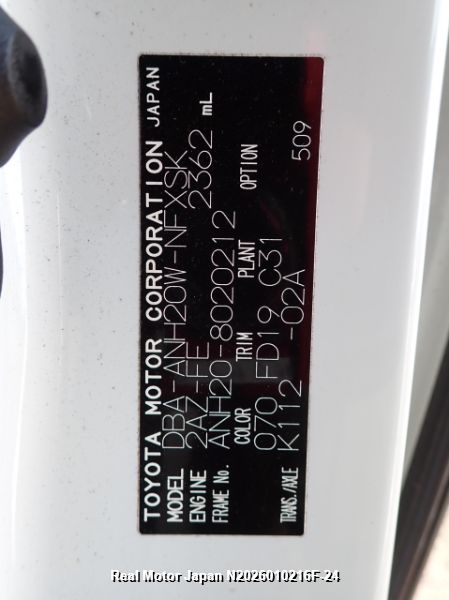 TOYOTA MOTOR CORPORATION JAPAN
MODEL DBA-ANH20W-NFXSK
ENGINE 2AZ-FE 2362 mL
FRAME No. ANH20-8020212
COLOR TRIM PLANT OPTION
070 FD19 C31 509
TRANS./AXLE K112 -02A
Real Motor Japan N2026010216F-24